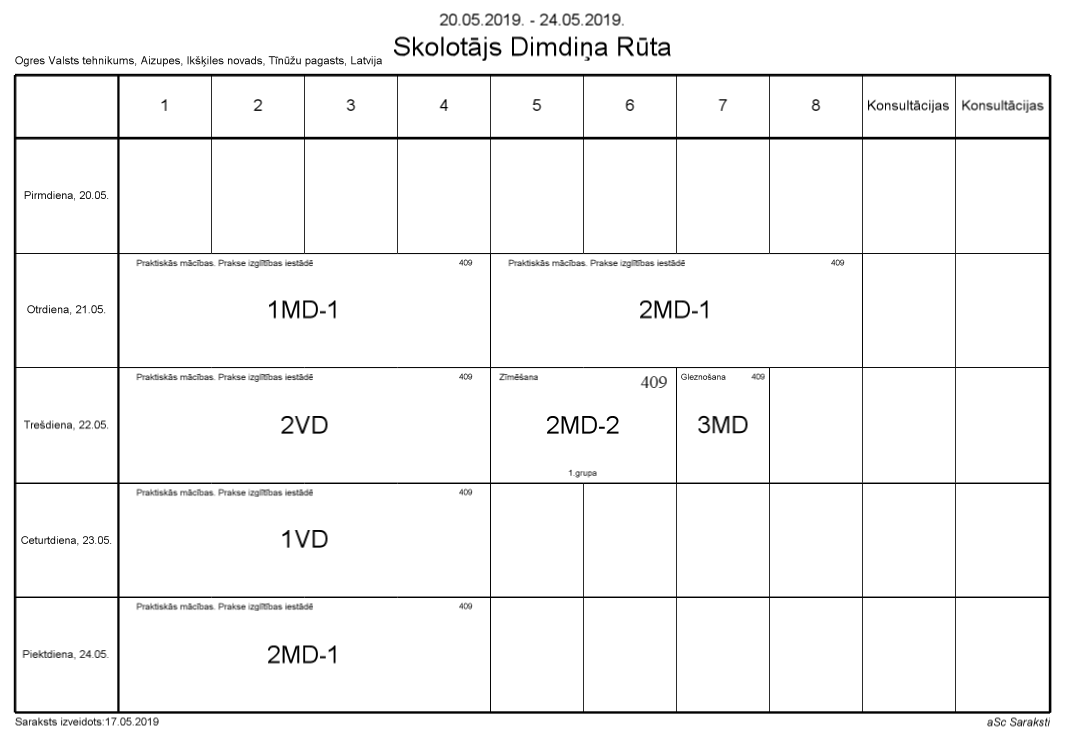 20.05.2019. - 24.05.2019.
Skolotājs Dimdiņa Rūta
Ogres Valsts tehnikums, Aizupes, Ikšķiles novads, Tīnūžu pagasts, Latvija
1 2 3 4 5 6 7 8 Konsultācijas Konsultācijas
Pirmdiena, 20.05.
Praktiskās mācības. Prakse izglītības iestādē 409 Praktiskās mācības. Prakse izglītības iestādē 409
Otrdiena, 21.05. 1MD-1 2MD-1
Praktiskās mācības. Prakse izglītības iestādē 409 Zīmēšana 409 Gleznošana 409
Trešdiena, 22.05. 2VD 2MD-2 3MD
1.grupa
Praktiskās mācības. Prakse izglītības iestādē 409
Ceturtdiena, 23.05. 1VD
Praktiskās mācības. Prakse izglītības iestādē 409
Piektdiena, 24.05. 2MD-1
Saraksts izveidots:17.05.2019 aSc Saraksti